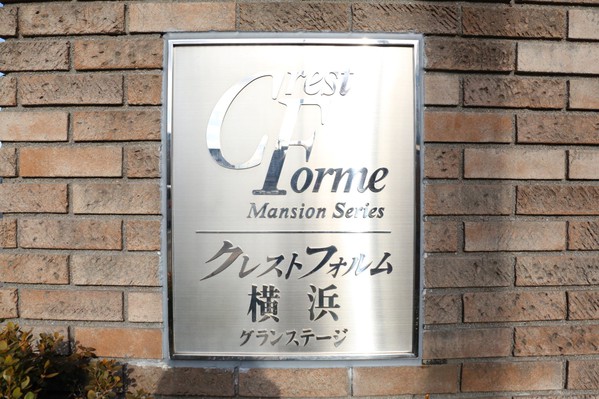 Crest
Forme
Mansion Series
クレストフォルム
横浜
グランステージ